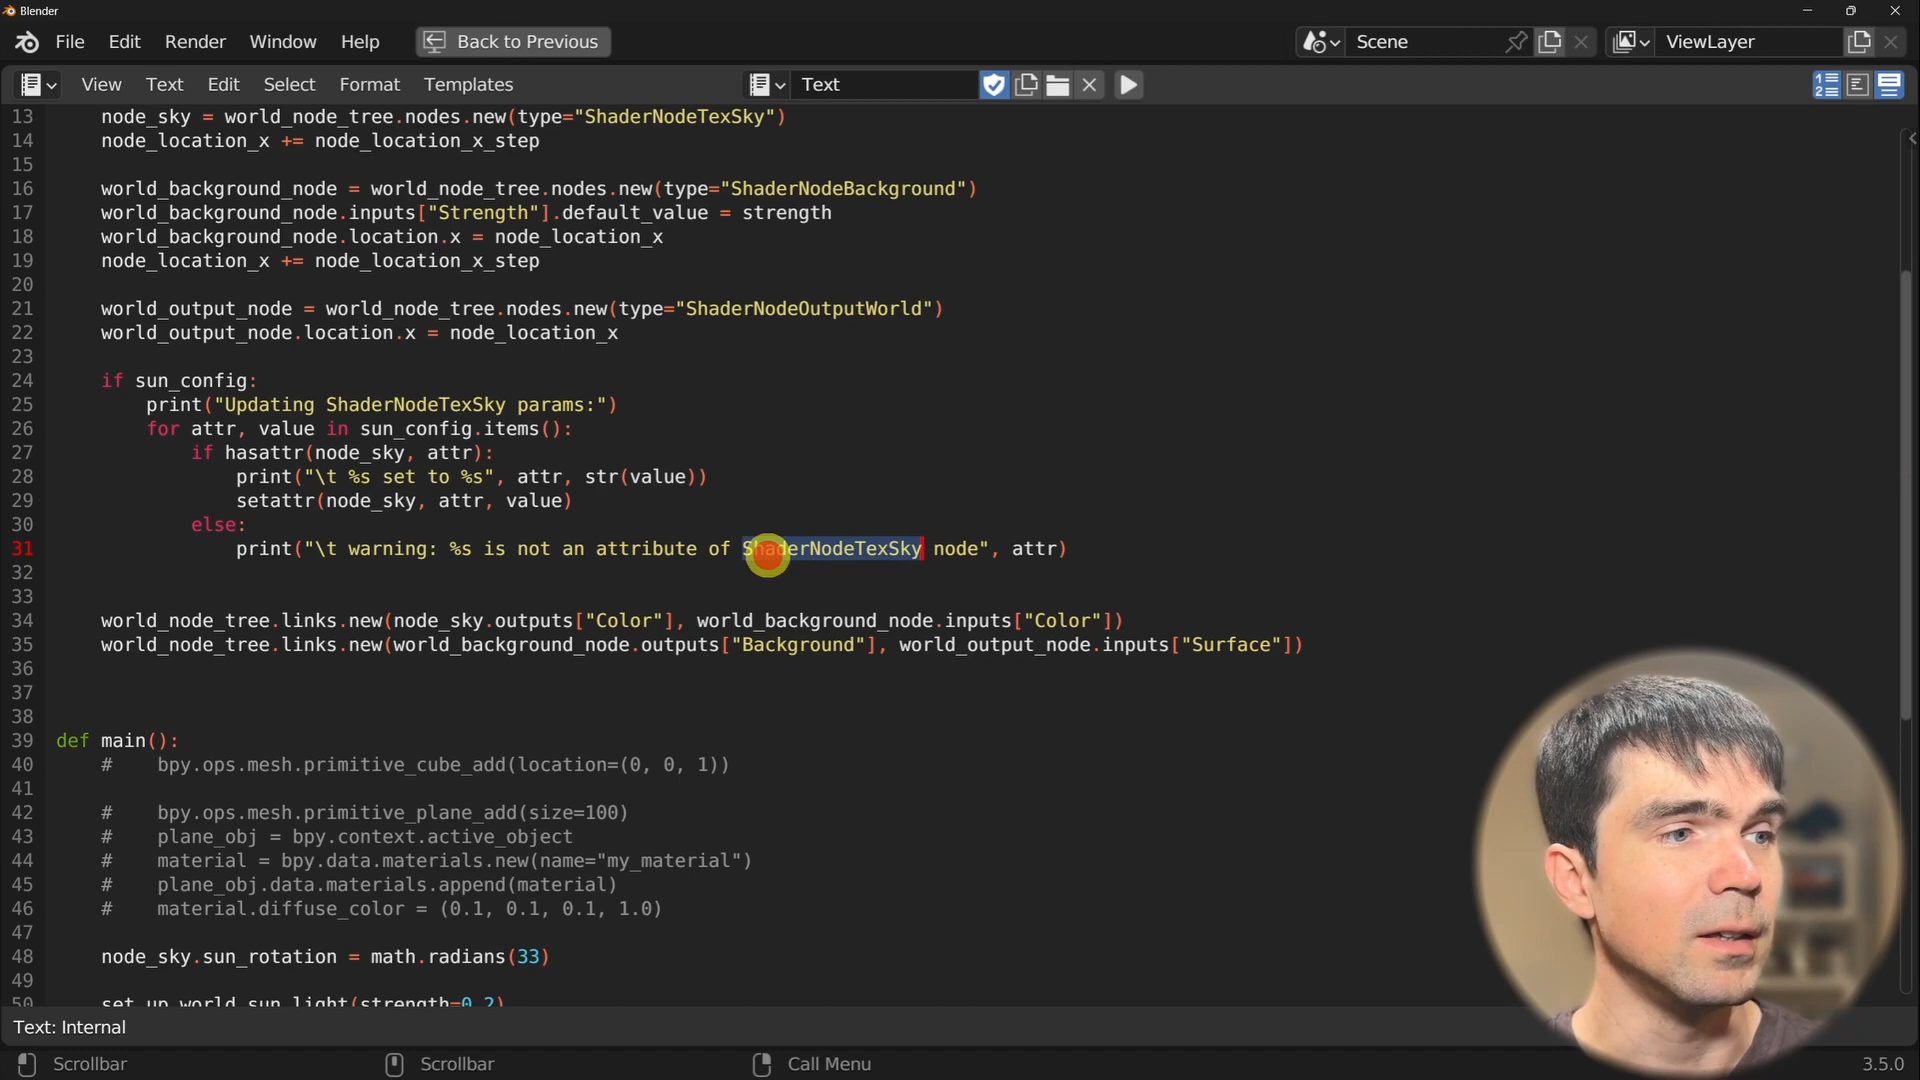 Blender
File Edit Render Window Help Back to Previous Scene ViewLayer
View Text Edit Select Format Templates Text
13 node_sky = world_node_tree.nodes.new(type="ShaderNodeTexSky")
14 node_location_x += node_location_x_step
15
16 world_background_node = world_node_tree.nodes.new(type="ShaderNodeBackground")
17 world_background_node.inputs["Strength"].default_value = strength
18 world_background_node.location.x = node_location_x
19 node_location_x += node_location_x_step
20
21 world_output_node = world_node_tree.nodes.new(type="ShaderNodeOutputWorld")
22 world_output_node.location.x = node_location_x
23
24 if sun_config:
25 print("Updating ShaderNodeTexSky params:")
26 for attr, value in sun_config.items():
27 if hasattr(node_sky, attr):
28 print("\t %s set to %s", attr, str(value))
29 setattr(node_sky, attr, value)
30 else:
31 print("\t warning: %s is not an attribute of ShaderNodeTexSky node", attr)
32
33
34 world_node_tree.links.new(node_sky.outputs["Color"], world_background_node.inputs["Color"])
35 world_node_tree.links.new(world_background_node.outputs["Background"], world_output_node.inputs["Surface"])
36
37
38
39 def main():
40 # bpy.ops.mesh.primitive_cube_add(location=(0, 0, 1))
41
42 # bpy.ops.mesh.primitive_plane_add(size=100)
43 # plane_obj = bpy.context.active_object
44 # material = bpy.data.materials.new(name="my_material")
45 # plane_obj.data.materials.append(material)
46 # material.diffuse_color = (0.1, 0.1, 0.1, 1.0)
47
48 node_sky.sun_rotation = math.radians(33)
49
50 set_up_world_sun_light(strength=0.2)
Text: Internal
Scrollbar Scrollbar Call Menu 3.5.0